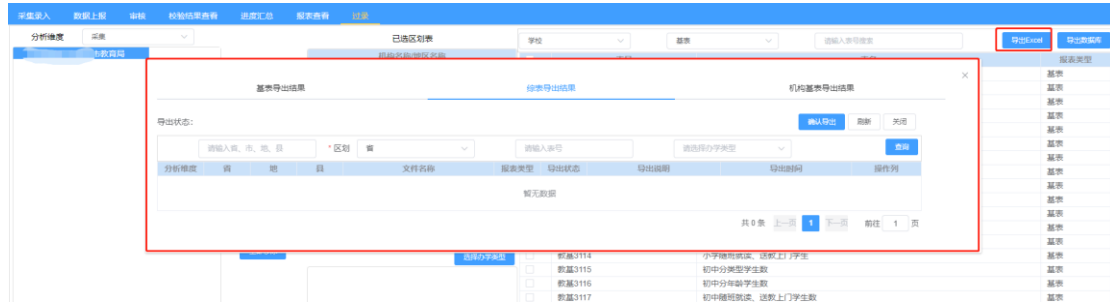 采集录入 数据上报 审核 校验结果查看 进度汇总 报表查看 过录
分析维度 采集 已选区划表 学校 基表 请输入表号搜索 导出Excel 导出数据库
市教育局 机构名称/地区名称 报表类型
基表导出结果 综表导出结果 机构基表导出结果 ×
导出状态: 确认导出 刷新 关闭
请输入省、市、地、县 *区划 省 请输入表号 请选择办学类型 查询
分析维度 省 地 县 文件名称 报表类型 导出状态 导出说明 导出时间 操作列
暂无数据
共 0 条 上一页 1 下一页 前往 1 页
基表
基表
基表
基表
基表
基表
基表
基表
基表
基表
基表
基表
基表
选择办学类型 教基3114 小学随班就读、送教上门学生 基表
教基3115 初中分类型学生数 基表
教基3116 初中分年龄学生数 基表
教基3117 初中随班就读、送教上门学生数 基表